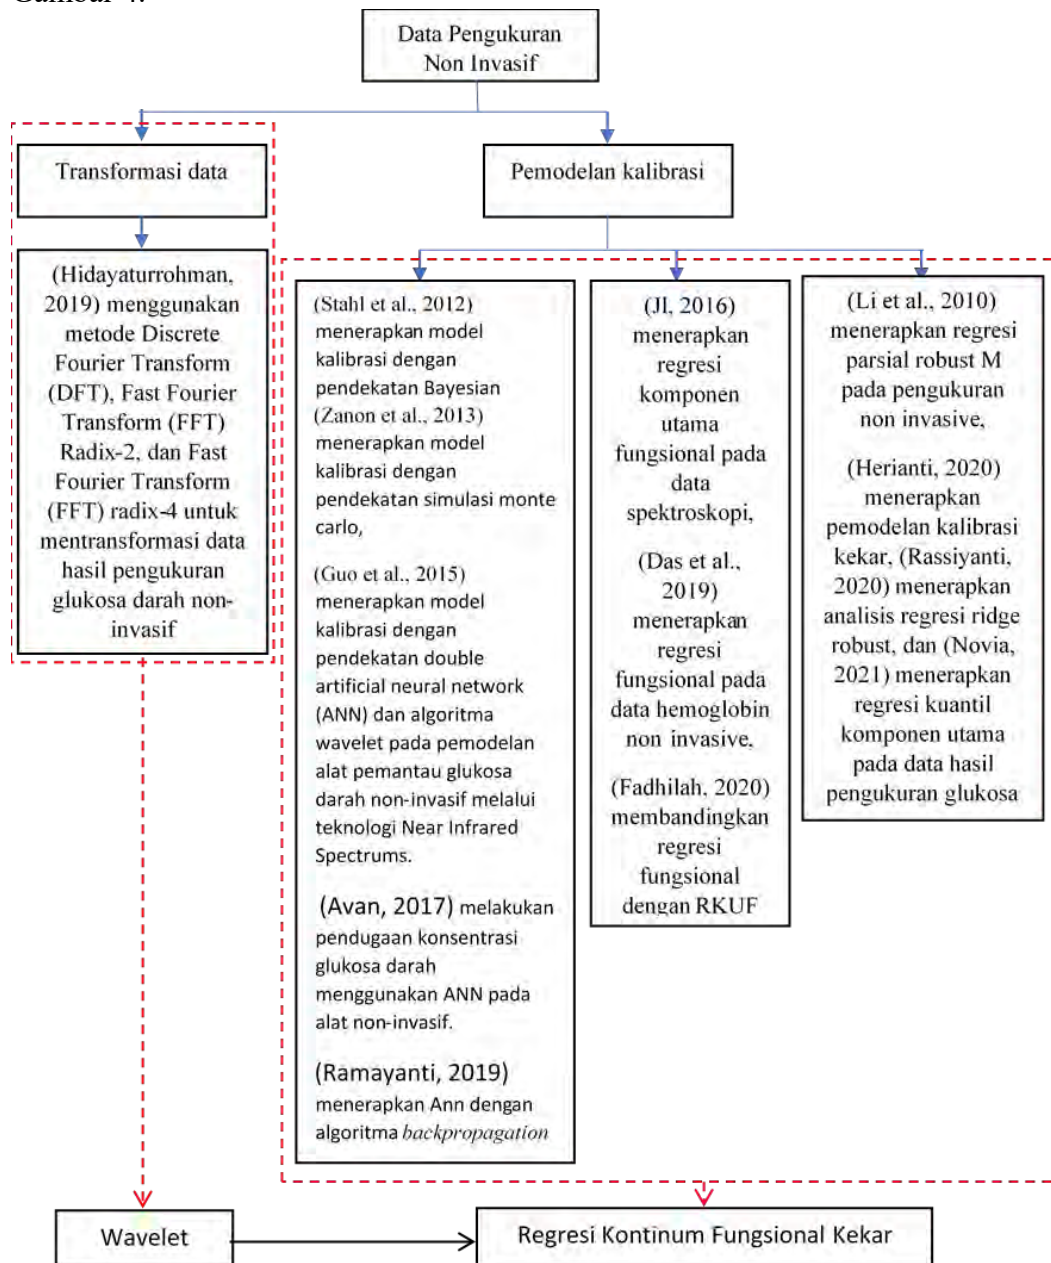 Gambar 4.
Data Pengukuran
Non Invasif
Transformasi data
Pemodelan kalibrasi
(Hidayaturrohman,
2019) menggunakan
metode Discrete
Fourier Transform
(DFT), Fast Fourier
Transform (FFT)
Radix-2, dan Fast
Fourier Transform
(FFT) radix-4 untuk
mentransformasi data
hasil pengukuran
glukosa darah non-
invasif
(Stahl et al., 2012)
menerapkan model
kalibrasi dengan
pendekatan Bayesian
(Zanon et al., 2013)
menerapkan model
kalibrasi dengan
pendekatan simulasi monte
carlo,
(Guo et al., 2015)
menerapkan model
kalibrasi dengan
pendekatan double
artificial neural network
(ANN) dan algoritma
wavelet pada pemodelan
alat pemantau glukosa
darah non-invasif melalui
teknologi Near Infrared
Spectrums.
(Avan, 2017) melakukan
pendugaan konsentrasi
glukosa darah
menggunakan ANN pada
alat non-invasif.
(Ramayanti, 2019)
menerapkan Ann dengan
algoritma backpropagation
(JI, 2016)
menerapkan
regresi
komponen
utama
fungsional pada
data
spektroskopi,
(Das et al.,
2019)
menerapkan
regresi
fungsional pada
data hemoglobin
non invasive,
(Fadhilah, 2020)
membandingkan
regresi
fungsional
dengan RKUF
(Li et al., 2010)
menerapkan regresi
parsial robust M
pada pengukuran
non invasive,
(Herianti, 2020)
menerapkan
pemodelan kalibrasi
kekar, (Rassiyanti,
2020) menerapkan
analisis regresi ridge
robust, dan (Novia,
2021) menerapkan
regresi kuantil
komponen utama
pada data hasil
pengukuran glukosa
Wavelet
Regresi Kontinum Fungsional Kekar